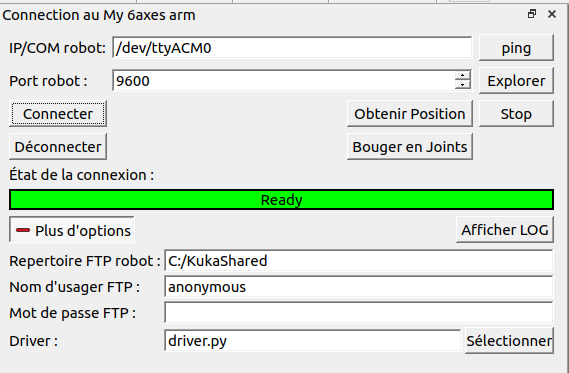 Connection au My 6axes arm
IP/COM robot: /dev/ttyACM0 ping
Port robot : 9600 Explorer
Connecter Obtenir Position Stop
Déconnecter Bouger en Joints
État de la connexion :
Ready
Plus d'options Afficher LOG
Repertoire FTP robot : C:/KukaShared
Nom d'usager FTP : anonymous
Mot de passe FTP :
Driver : driver.py Sélectionner